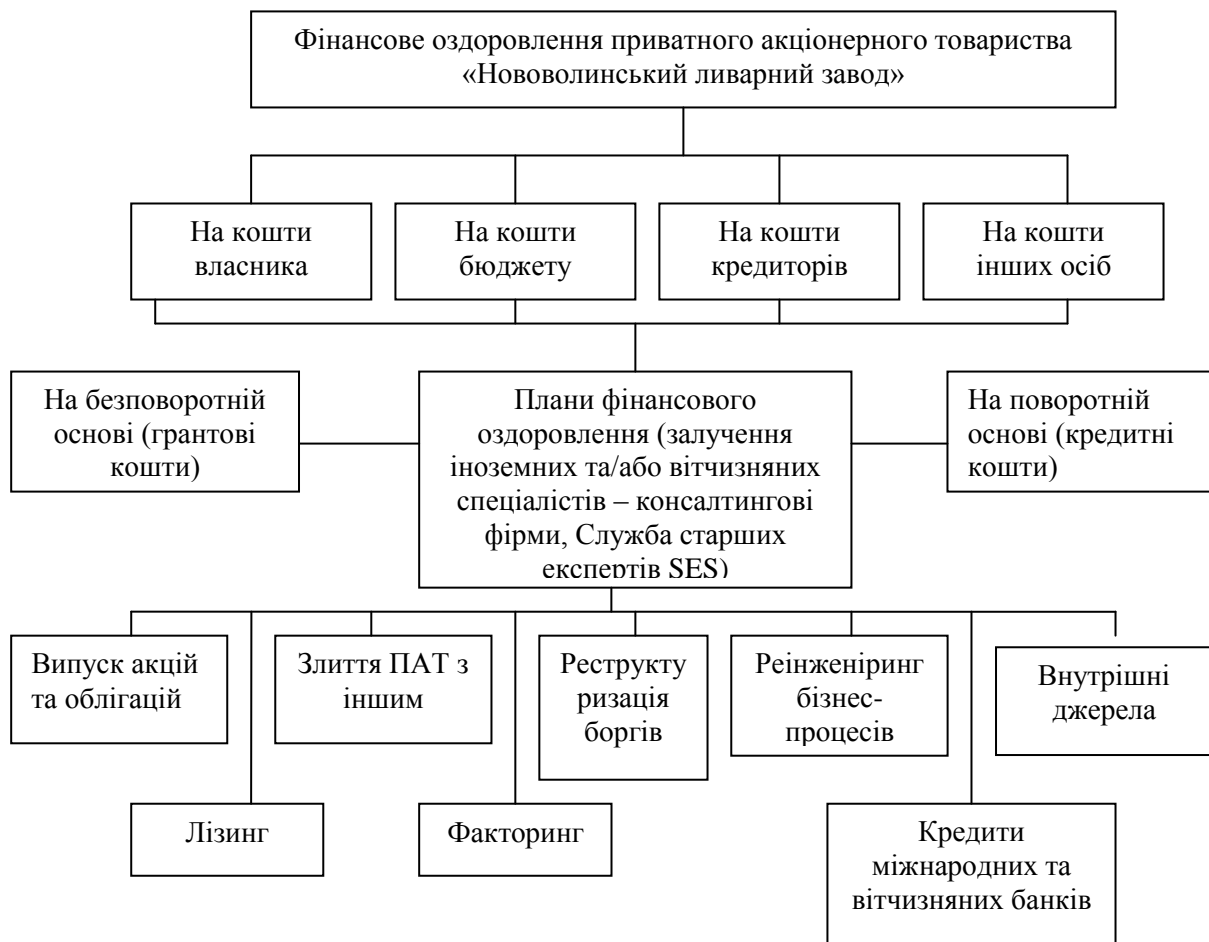 Фінансове оздоровлення приватного акціонерного товариства
«Нововолинський ливарний завод»
На кошти
власника
На кошти
бюджету
На кошти
кредиторів
На кошти
інших осіб
На безповоротній
основі (грантові
кошти)
Плани фінансового
оздоровлення (залучення
іноземних та/або вітчизняних
спеціалістів – консалтингові
фірми, Служба старших
експертів SES)
На поворотній
основі (кредитні
кошти)
Випуск акцій
та облігацій
Злиття ПАТ з
іншим
Реструкту
ризація
боргів
Реінженіринг
бізнес-
процесів
Внутрішні
джерела
Лізинг
Факторинг
Кредити
міжнародних та
вітчизняних банків